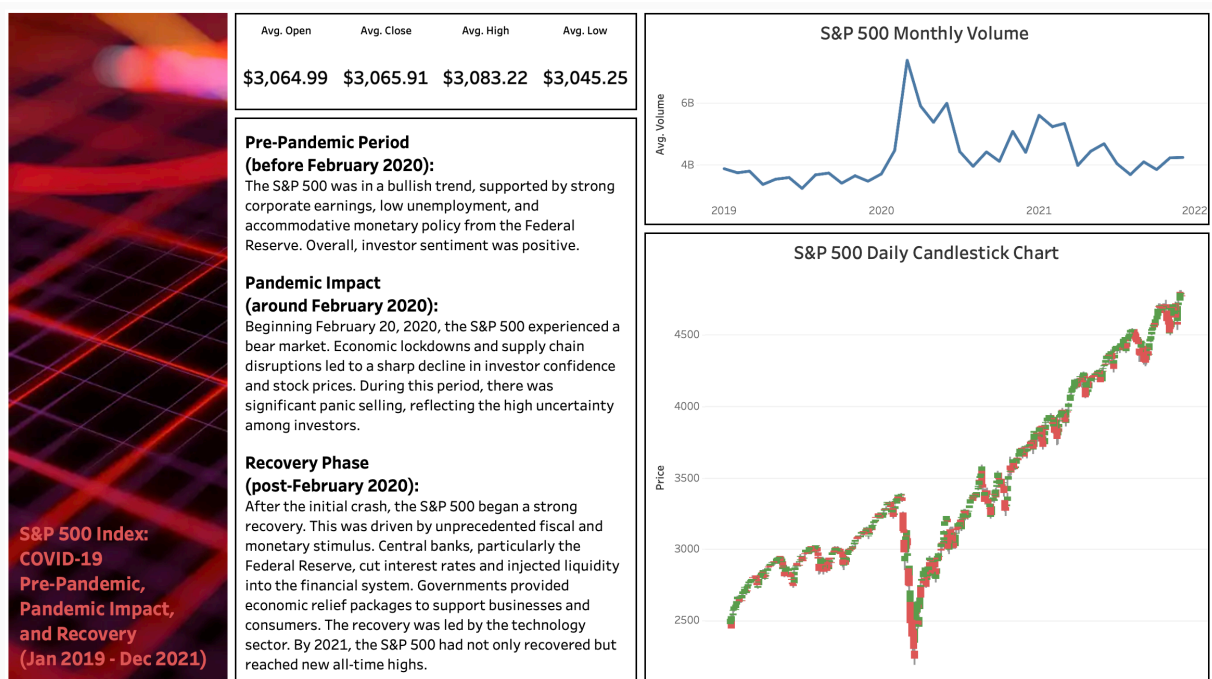 Avg. Open Avg. Close Avg. High Avg. Low
$3,064.99 $3,065.91 $3,083.22 $3,045.25
Pre-Pandemic Period
(before February 2020):
The S&P 500 was in a bullish trend, supported by strong
corporate earnings, low unemployment, and
accommodative monetary policy from the Federal
Reserve. Overall, investor sentiment was positive.
Pandemic Impact
(around February 2020):
Beginning February 20, 2020, the S&P 500 experienced a
bear market. Economic lockdowns and supply chain
disruptions led to a sharp decline in investor confidence
and stock prices. During this period, there was
significant panic selling, reflecting the high uncertainty
among investors.
Recovery Phase
(post-February 2020):
After the initial crash, the S&P 500 began a strong
recovery. This was driven by unprecedented fiscal and
monetary stimulus. Central banks, particularly the
Federal Reserve, cut interest rates and injected liquidity
into the financial system. Governments provided
economic relief packages to support businesses and
consumers. The recovery was led by the technology
sector. By 2021, the S&P 500 had not only recovered but
reached new all-time highs.
S&P 500 Index:
COVID-19
Pre-Pandemic,
Pandemic Impact,
and Recovery
(Jan 2019 - Dec 2021)
S&P 500 Monthly Volume
Avg. Volume
6B
4B
2019 2020 2021 2022
S&P 500 Daily Candlestick Chart
Price
4500
4000
3500
3000
2500